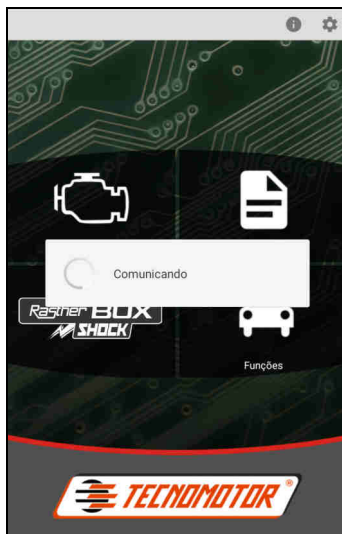 Comunicando
Rasther BOX
SHOCK
Funções
TECNOMOTOR®